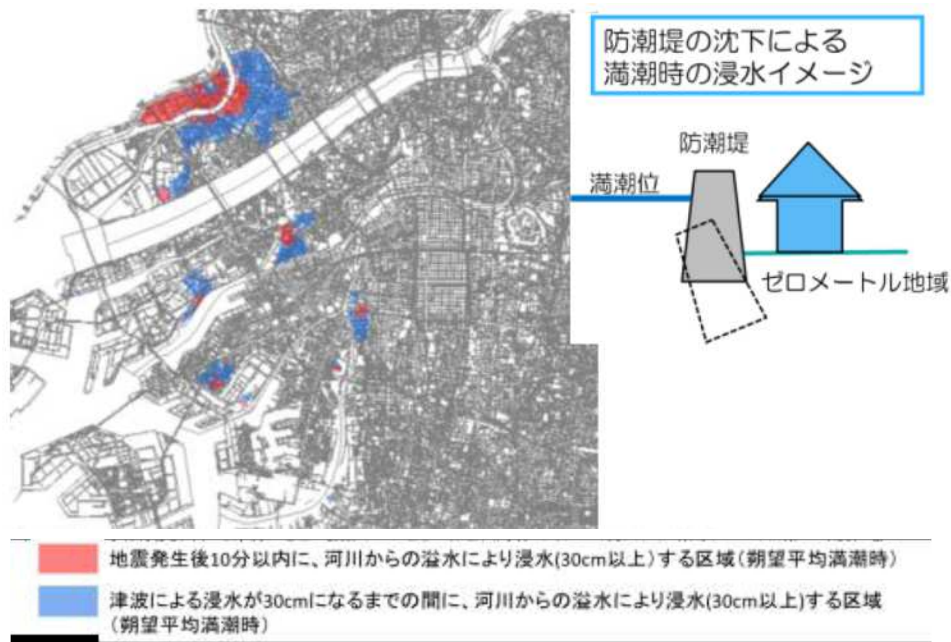 防潮堤の沈下による
満潮時の浸水イメージ
防潮堤
満潮位
ゼロメートル地域
地震発生後10分以内に、河川からの溢水により浸水(30cm以上)する区域(朔望平均満潮時)
津波による浸水が30cmになるまでの間に、河川からの溢水により浸水(30cm以上)する区域
(朔望平均満潮時)